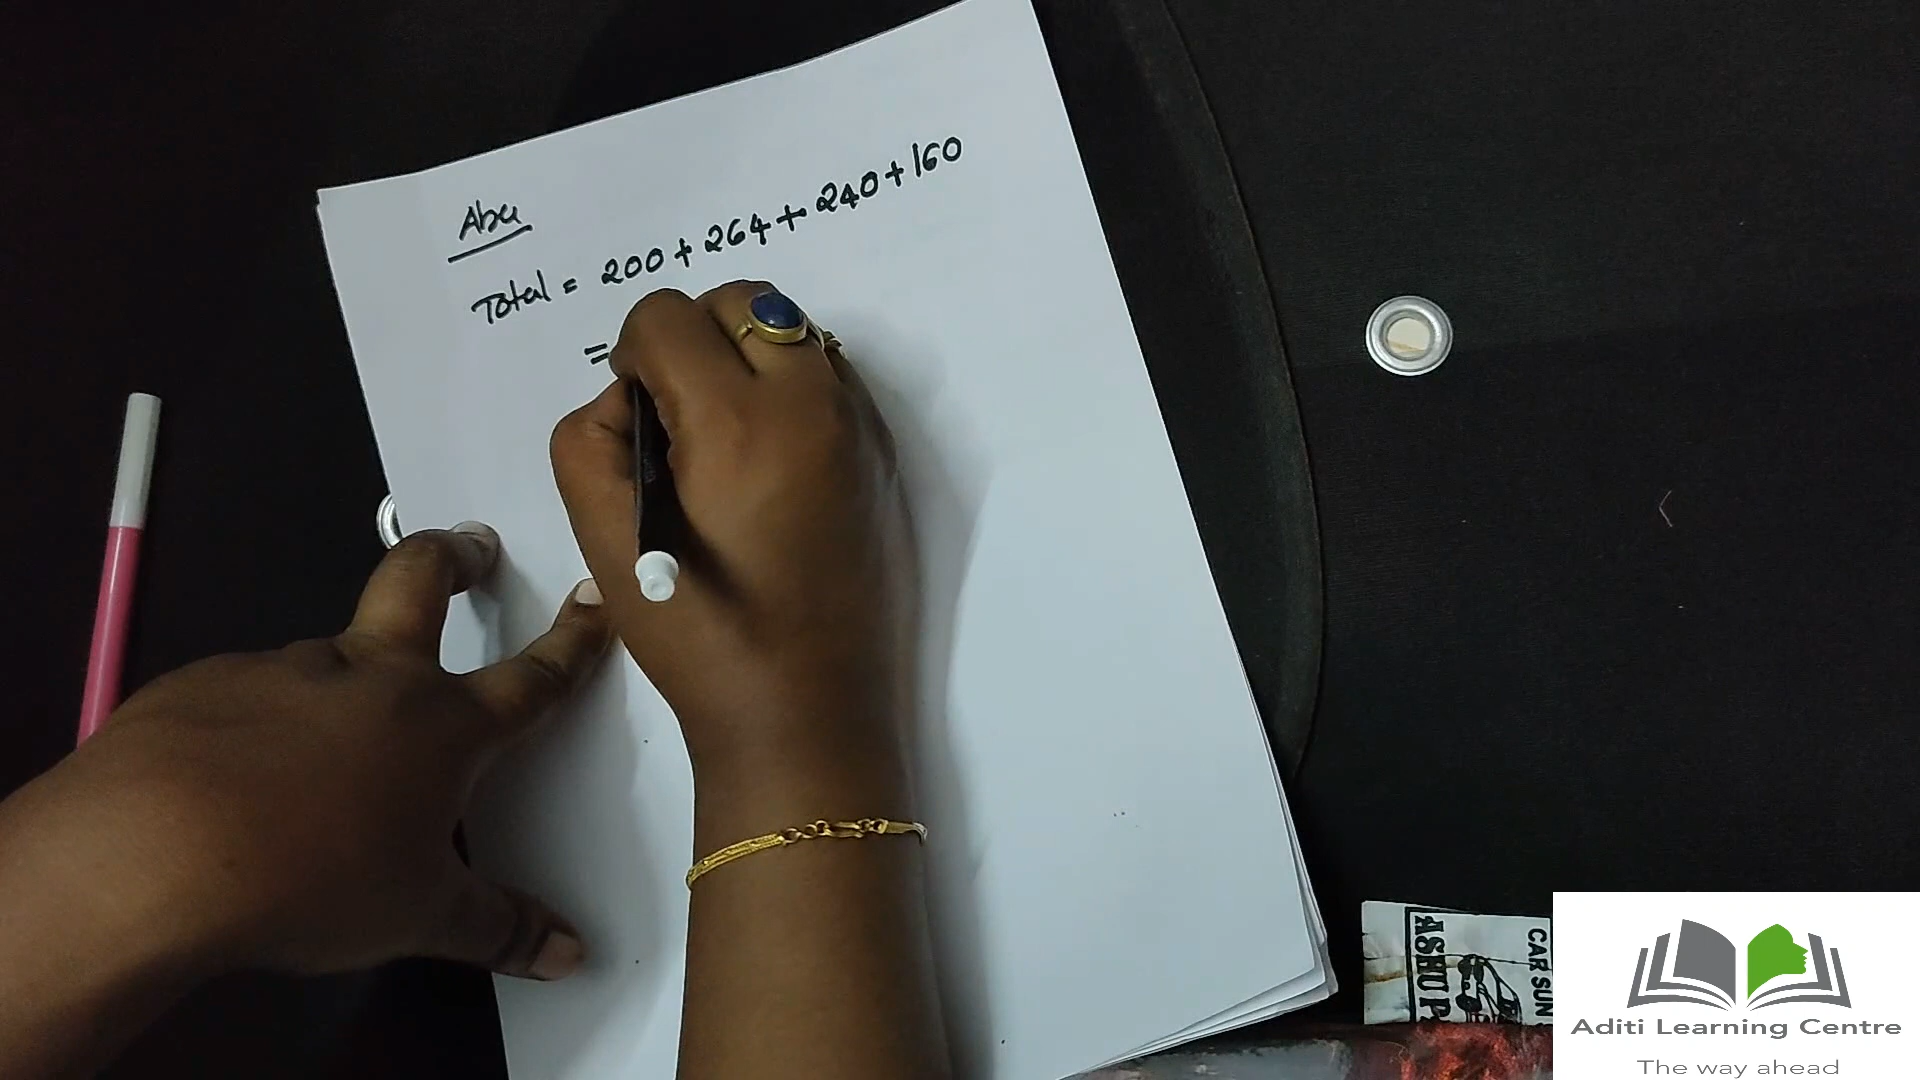 Abu
Total = 200 + 264 + 240 + 160
=
ASHU P
CAR SUN
Aditi Learning Centre
The way ahead